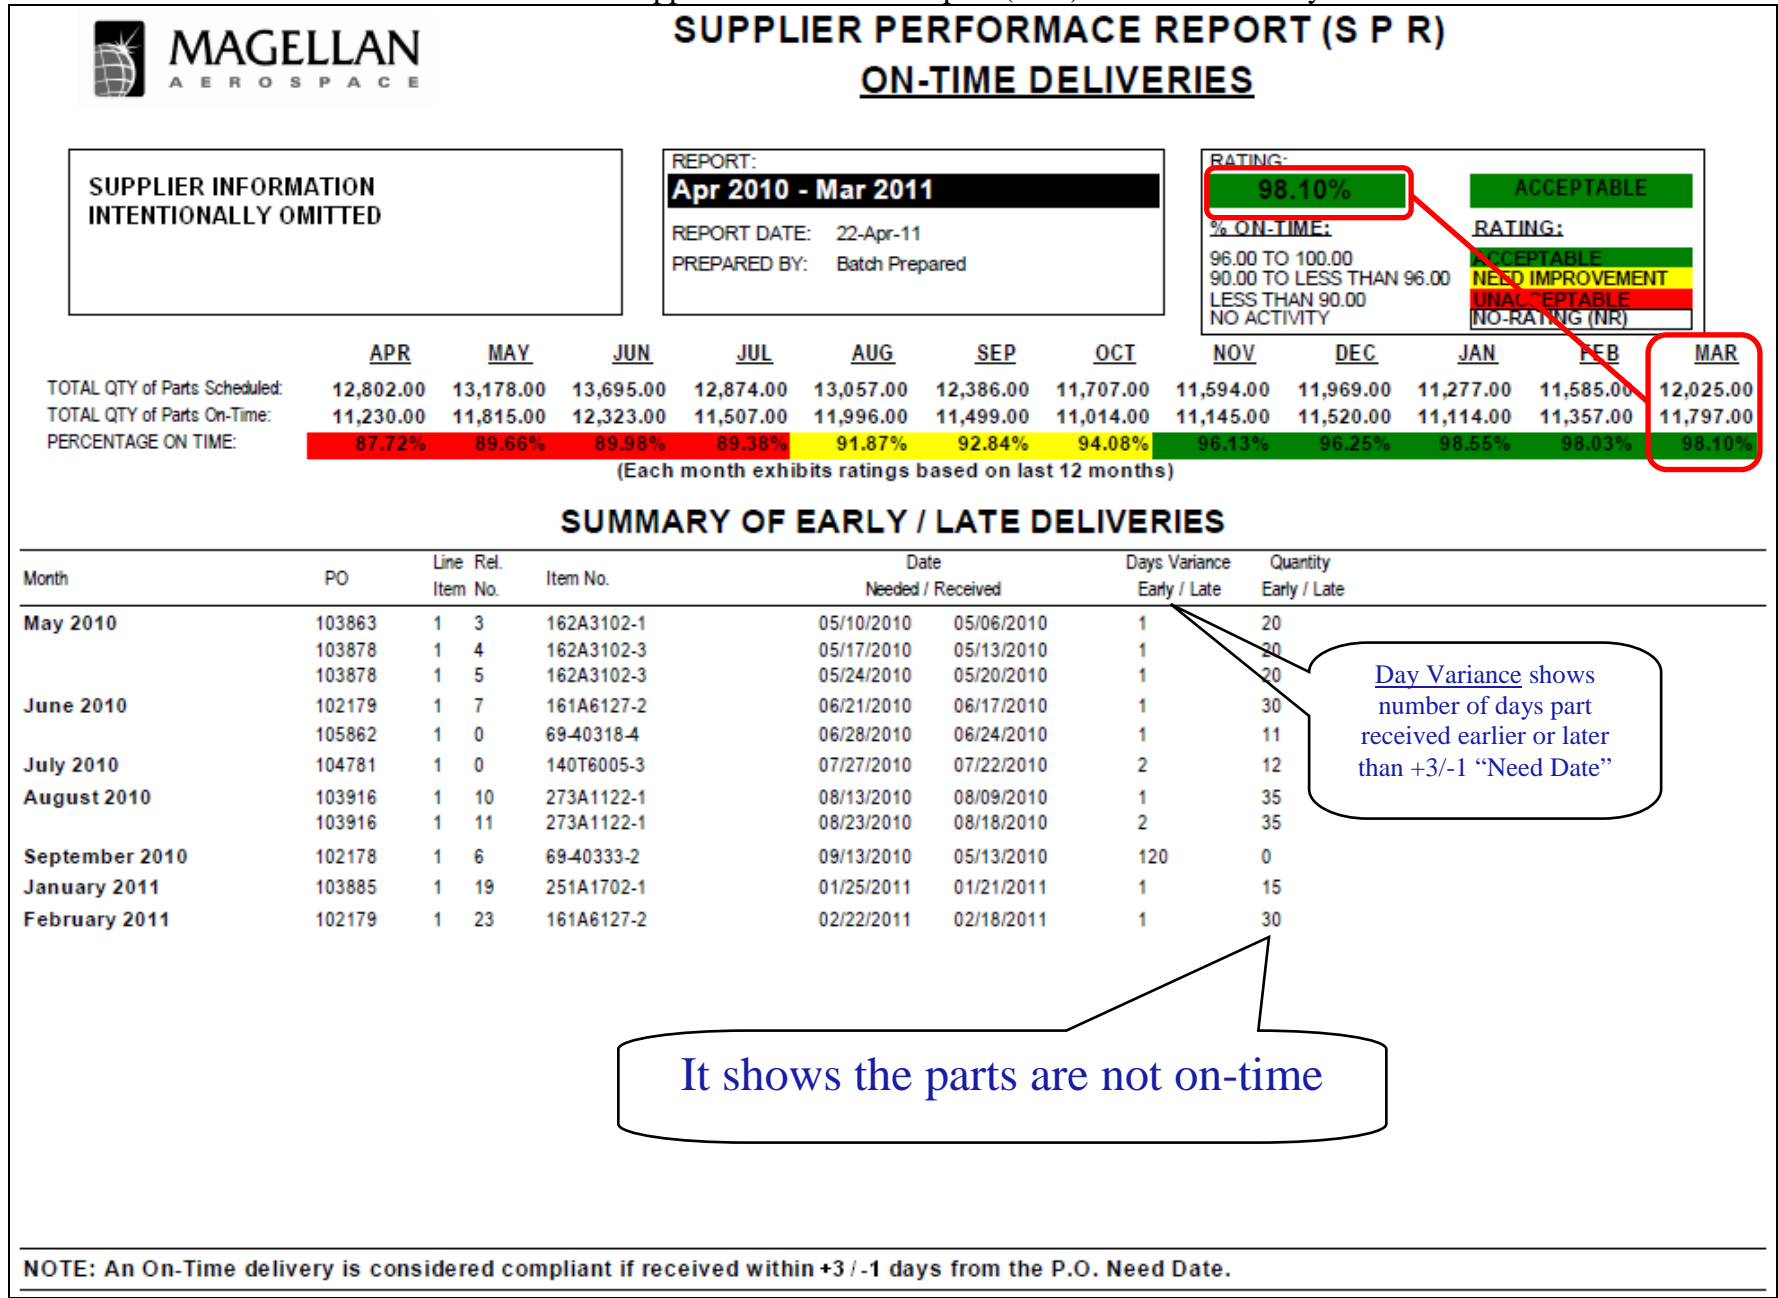 SUPPLIER PERFORMACE REPORT (S P R)
MAGELLAN
AEROSPACE
ON-TIME DELIVERIES
SUPPLIER INFORMATION
INTENTIONALLY OMITTED
REPORT:
Apr 2010 - Mar 2011
REPORT DATE: 22-Apr-11
PREPARED BY: Batch Prepared
RATING:
98.10% ACCEPTABLE
% ON-TIME: RATING:
96.00 TO 100.00 ACCEPTABLE
90.00 TO LESS THAN 96.00 NEED IMPROVEMENT
LESS THAN 90.00 UNACCEPTABLE
NO ACTIVITY NO-RATING (NR)
APR MAY JUN JUL AUG SEP OCT NOV DEC JAN FEB MAR
TOTAL QTY of Parts Scheduled: 12,802.00 13,178.00 13,695.00 12,874.00 13,057.00 12,386.00 11,707.00 11,594.00 11,969.00 11,277.00 11,585.00 12,025.00
TOTAL QTY of Parts On-Time: 11,230.00 11,815.00 12,323.00 11,507.00 11,996.00 11,499.00 11,014.00 11,145.00 11,520.00 11,114.00 11,357.00 11,797.00
PERCENTAGE ON TIME: 87.72% 89.66% 89.98% 89.38% 91.87% 92.84% 94.08% 96.13% 96.25% 98.55% 98.03% 98.10%
(Each month exhibits ratings based on last 12 months)
SUMMARY OF EARLY / LATE DELIVERIES
Line Rel. Date Days Variance Quantity
Month PO Item No.
Item No. Needed / Received Early / Late Early / Late
May 2010 103863 1 3 162A3102-1 05/10/2010 05/06/2010 1 20
103878 1 4 162A3102-3 05/17/2010 05/13/2010 1 20
103878 1 5 162A3102-3 05/24/2010 05/20/2010 1 20
June 2010 102179 1 7 161A6127-2 06/21/2010 06/17/2010 1 30
105862 1 0 69-40318-4 06/28/2010 06/24/2010 1 11
July 2010 104781 1 0 140T6005-3 07/27/2010 07/22/2010 2 12
August 2010 103916 1 10 273A1122-1 08/13/2010 08/09/2010 1 35
103916 1 11 273A1122-1 08/23/2010 08/18/2010 2 35
September 2010 102178 1 6 69-40333-2 09/13/2010 05/13/2010 120 0
January 2011 103885 1 19 251A1702-1 01/25/2011 01/21/2011 1 15
February 2011 102179 1 23 161A6127-2 02/22/2011 02/18/2011 1 30
Day Variance shows
number of days part
received earlier or later
than +3/-1 “Need Date”
It shows the parts are not on-time
NOTE: An On-Time delivery is considered compliant if received within +3 / -1 days from the P.O. Need Date.